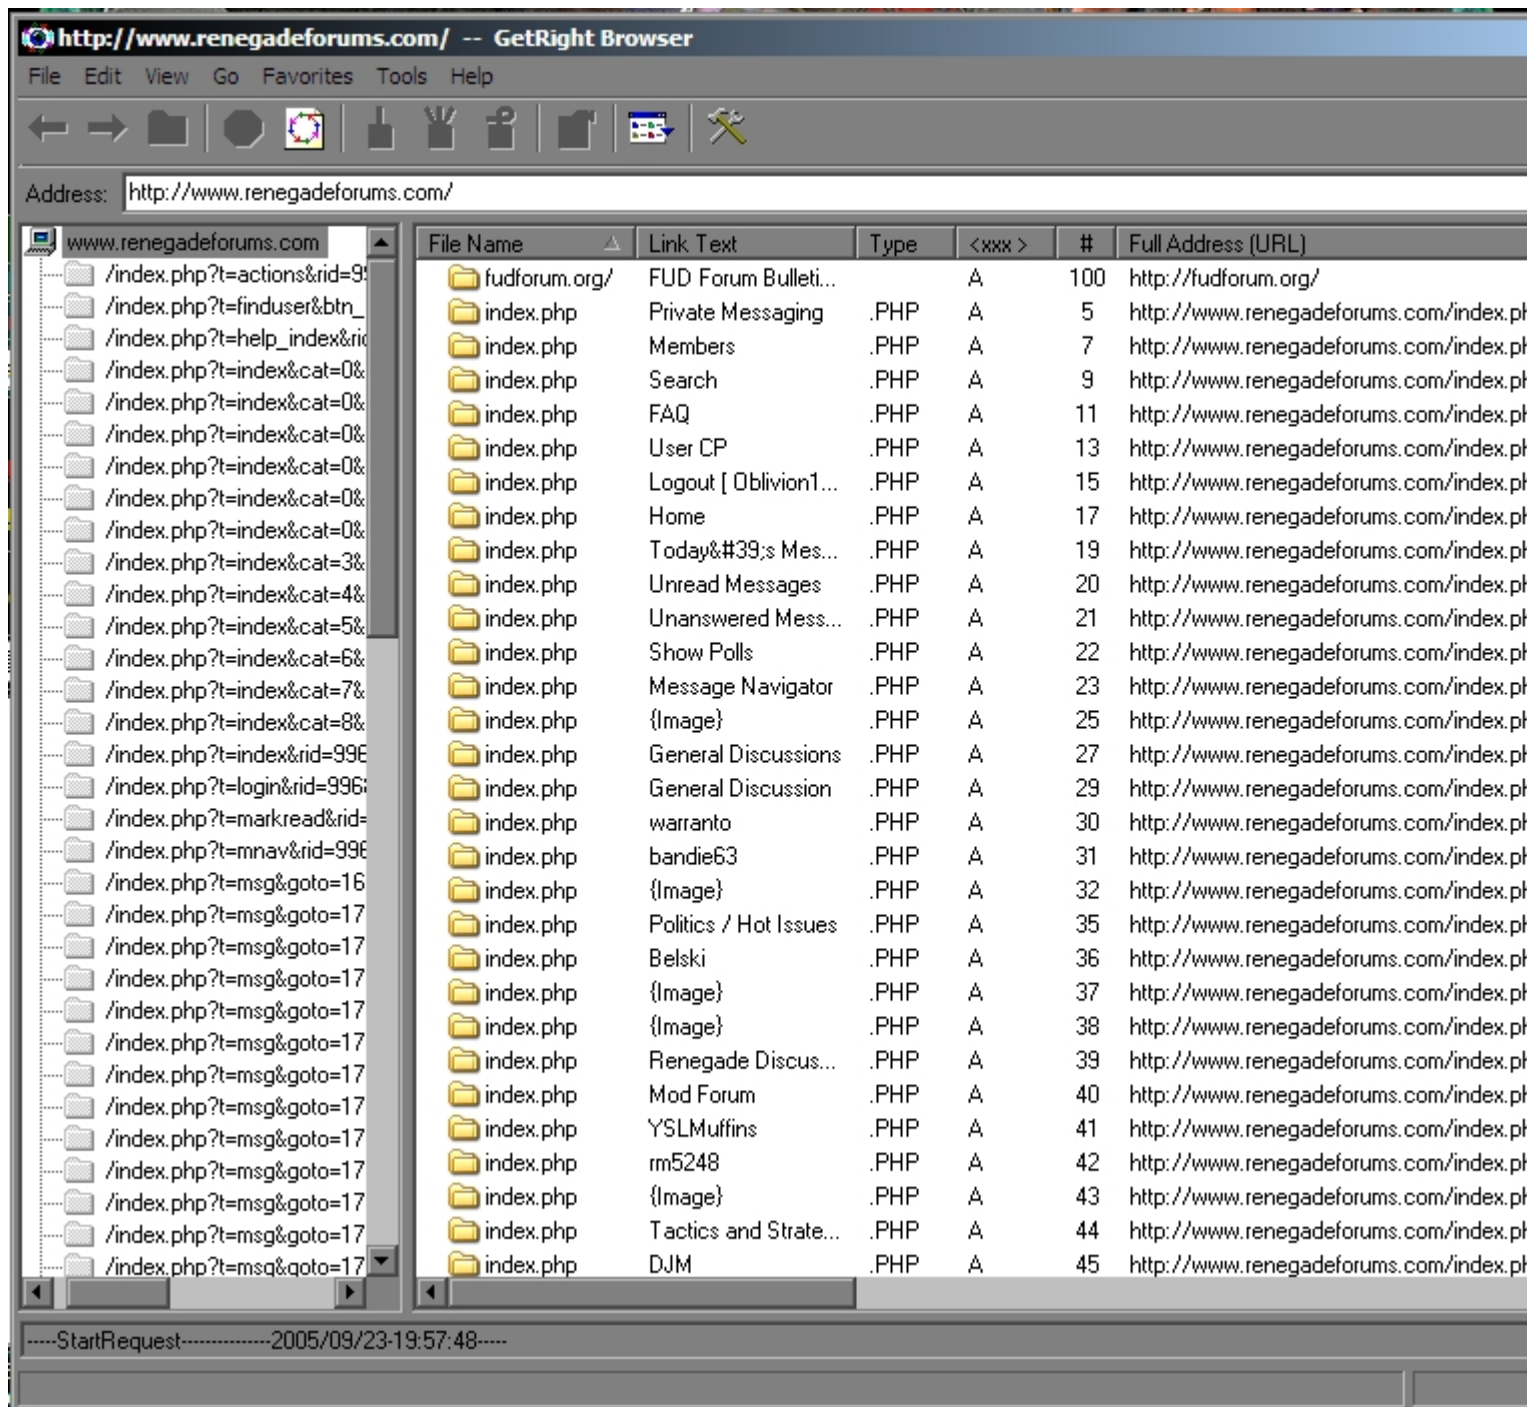 http://www.renegadeforums.com/ -- GetRight Browser
File Edit View Go Favorites Tools Help
Address: http://www.renegadeforums.com/
www.renegadeforums.com
/index.php?t=actions&rid=9
/index.php?t=finduser&btn_
/index.php?t=help_index&ri
/index.php?t=index&cat=0&
/index.php?t=index&cat=0&
/index.php?t=index&cat=0&
/index.php?t=index&cat=0&
/index.php?t=index&cat=0&
/index.php?t=index&cat=0&
/index.php?t=index&cat=3&
/index.php?t=index&cat=4&
/index.php?t=index&cat=5&
/index.php?t=index&cat=6&
/index.php?t=index&cat=7&
/index.php?t=index&cat=8&
/index.php?t=index&rid=996
/index.php?t=login&rid=996
/index.php?t=markread&rid=
/index.php?t=mnav&rid=996
/index.php?t=msg&goto=16
/index.php?t=msg&goto=17
/index.php?t=msg&goto=17
/index.php?t=msg&goto=17
/index.php?t=msg&goto=17
/index.php?t=msg&goto=17
/index.php?t=msg&goto=17
/index.php?t=msg&goto=17
/index.php?t=msg&goto=17
/index.php?t=msg&goto=17
/index.php?t=msg&goto=17
/index.php?t=msg&goto=17
/index.php?t=msg&goto=17
File Name Link Text Type <xxx> # Full Address (URL)
fudforum.org/ FUD Forum Bulleti... A 100 http://fudforum.org/
index.php Private Messaging .PHP A 5 http://www.renegadeforums.com/index.ph
index.php Members .PHP A 7 http://www.renegadeforums.com/index.ph
index.php Search .PHP A 9 http://www.renegadeforums.com/index.ph
index.php FAQ .PHP A 11 http://www.renegadeforums.com/index.ph
index.php User CP .PHP A 13 http://www.renegadeforums.com/index.ph
index.php Logout [ Oblivion1... .PHP A 15 http://www.renegadeforums.com/index.ph
index.php Home .PHP A 17 http://www.renegadeforums.com/index.ph
index.php Today&#39;s Mes... .PHP A 19 http://www.renegadeforums.com/index.ph
index.php Unread Messages .PHP A 20 http://www.renegadeforums.com/index.ph
index.php Unanswered Mess... .PHP A 21 http://www.renegadeforums.com/index.ph
index.php Show Polls .PHP A 22 http://www.renegadeforums.com/index.ph
index.php Message Navigator .PHP A 23 http://www.renegadeforums.com/index.ph
index.php {Image} .PHP A 25 http://www.renegadeforums.com/index.ph
index.php General Discussions .PHP A 27 http://www.renegadeforums.com/index.ph
index.php General Discussion .PHP A 29 http://www.renegadeforums.com/index.ph
index.php warranto .PHP A 30 http://www.renegadeforums.com/index.ph
index.php bandie63 .PHP A 31 http://www.renegadeforums.com/index.ph
index.php {Image} .PHP A 32 http://www.renegadeforums.com/index.ph
index.php Politics / Hot Issues .PHP A 35 http://www.renegadeforums.com/index.ph
index.php Belski .PHP A 36 http://www.renegadeforums.com/index.ph
index.php {Image} .PHP A 37 http://www.renegadeforums.com/index.ph
index.php {Image} .PHP A 38 http://www.renegadeforums.com/index.ph
index.php Renegade Discus... .PHP A 39 http://www.renegadeforums.com/index.ph
index.php Mod Forum .PHP A 40 http://www.renegadeforums.com/index.ph
index.php YSLMuffins .PHP A 41 http://www.renegadeforums.com/index.ph
index.php rm5248 .PHP A 42 http://www.renegadeforums.com/index.ph
index.php {Image} .PHP A 43 http://www.renegadeforums.com/index.ph
index.php Tactics and Strate... .PHP A 44 http://www.renegadeforums.com/index.ph
index.php DJM .PHP A 45 http://www.renegadeforums.com/index.ph
-----StartRequest---------------2005/09/23-19:57:48-----